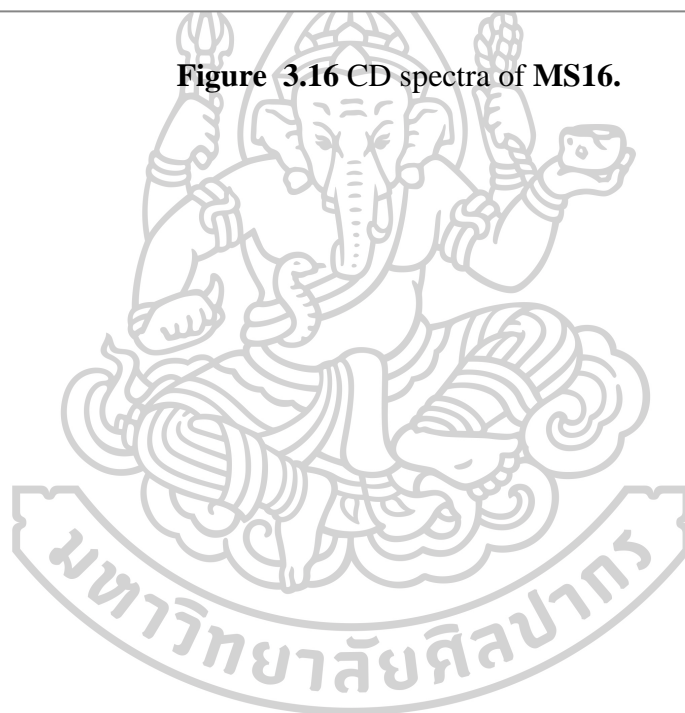 Figure 3.16 CD spectra of MS16.
มหาวิทยาลัยศิลปากร